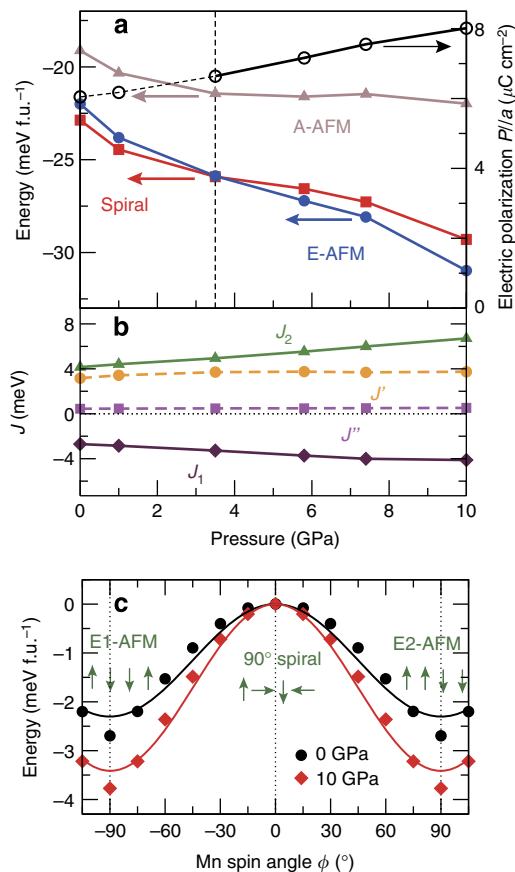 a
Energy (meV f.u.⁻¹)
−20
−25
−30
A-AFM
Spiral
E-AFM
8
4
0
Electric polarization P//a (μC cm⁻²)
b
J (meV)
8
4
0
−4
J₂
J′
J″
J₁
0 2 4 6 8 10
Pressure (GPa)
c
Energy (meV f.u.⁻¹)
0
−1
−2
−3
−4
E1-AFM
90° spiral
E2-AFM
0 GPa
10 GPa
−90 −60 −30 0 30 60 90
Mn spin angle ϕ (°)